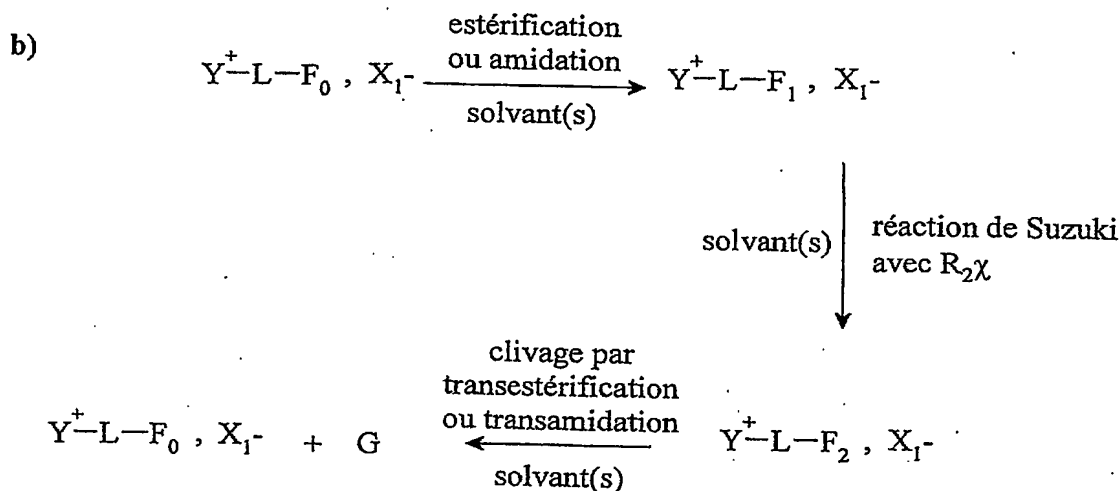 b)
estérification
ou amidation
Y⁺–L–F₀ , X₁- 
solvant(s)
Y⁺–L–F₁ , X₁-
solvant(s)
réaction de Suzuki
avec R₂χ
clivage par
transestérification
ou transamidation
Y⁺–L–F₀ , X₁- + G
solvant(s)
Y⁺–L–F₂ , X₁-